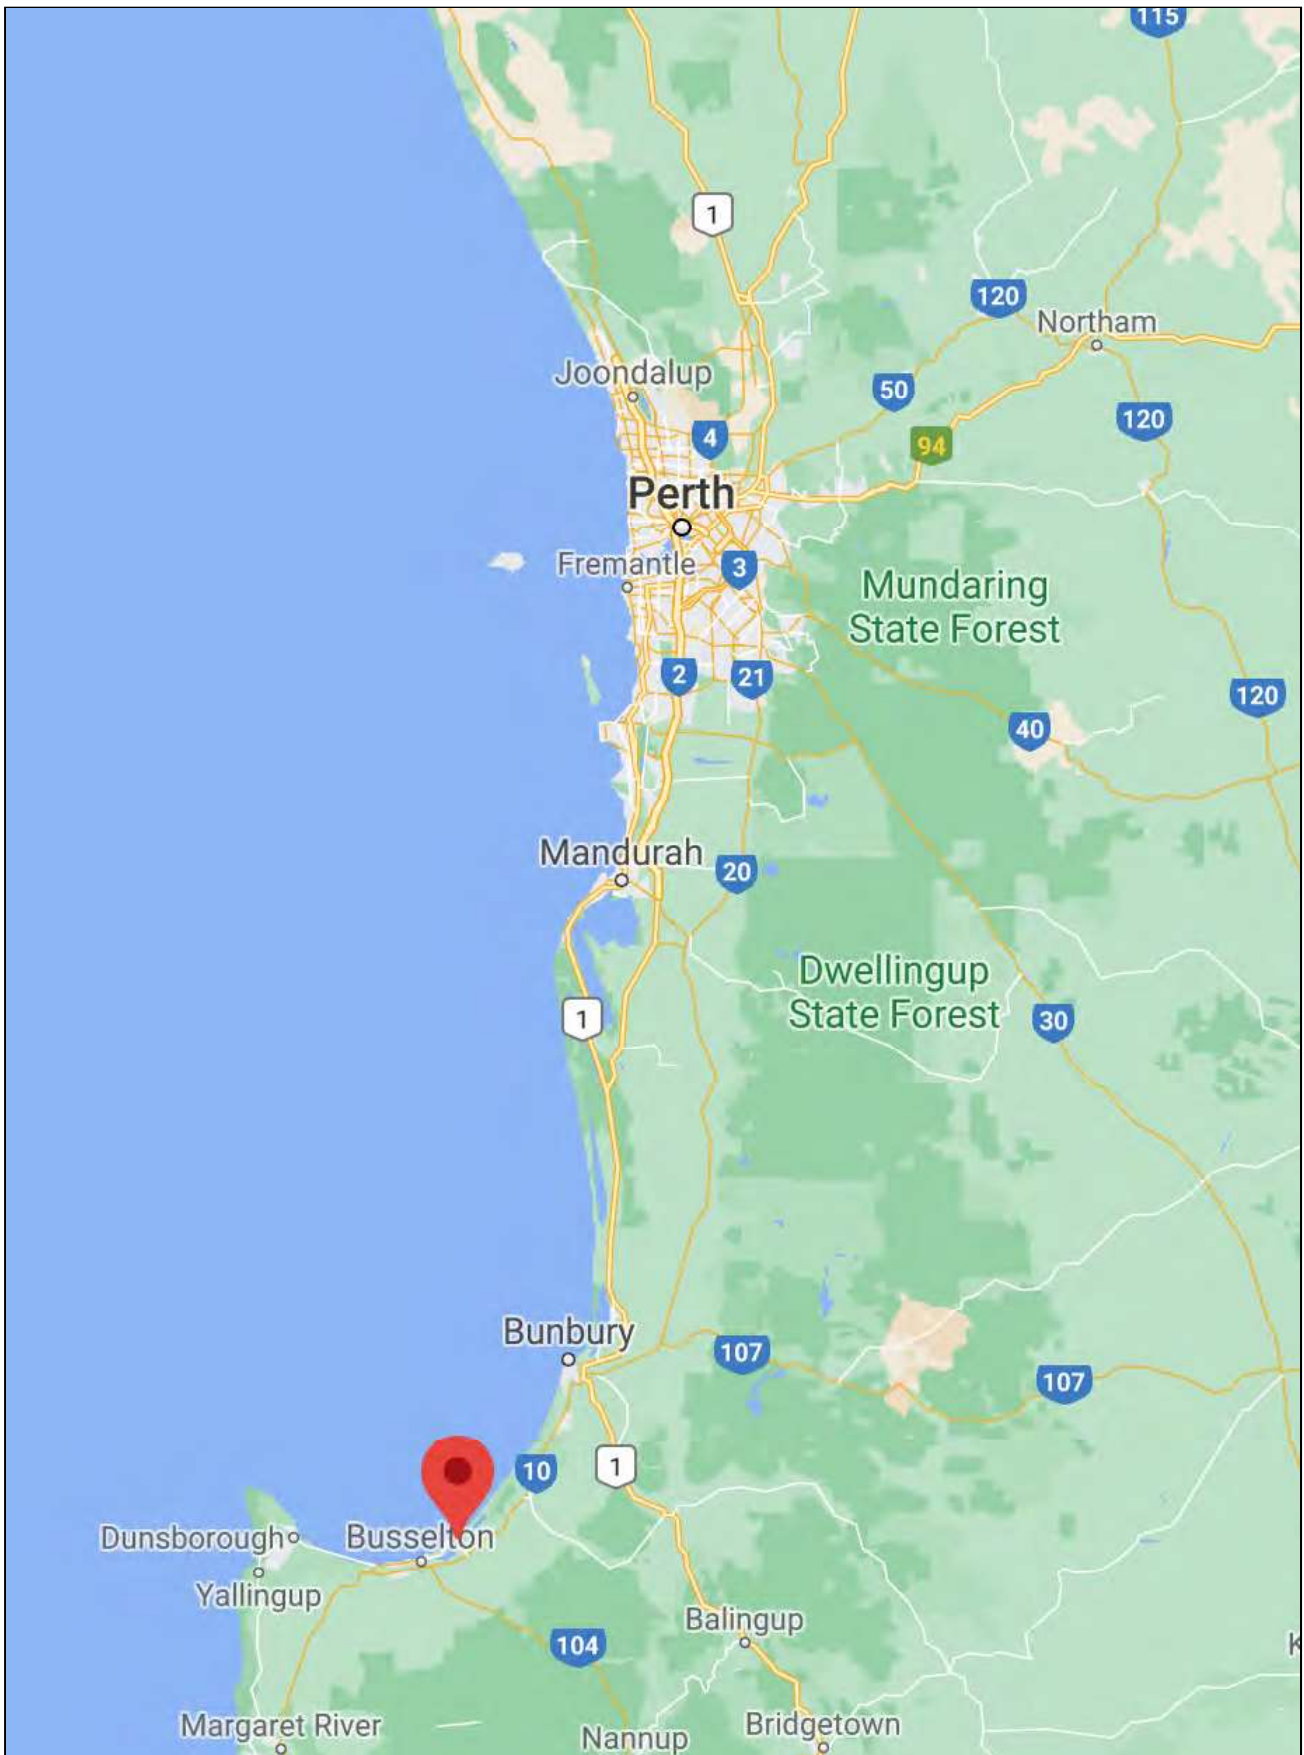 115
1
120
Northam
Joondalup
50
120
4
94
Perth
Fremantle
3
Mundaring
State Forest
2
21
120
40
Mandurah
20
Dwellingup
State Forest
1
30
Bunbury
107
107
10
1
Dunsborough
Busselton
Yallingup
Balingup
104
K
Margaret River
Nannup
Bridgetown